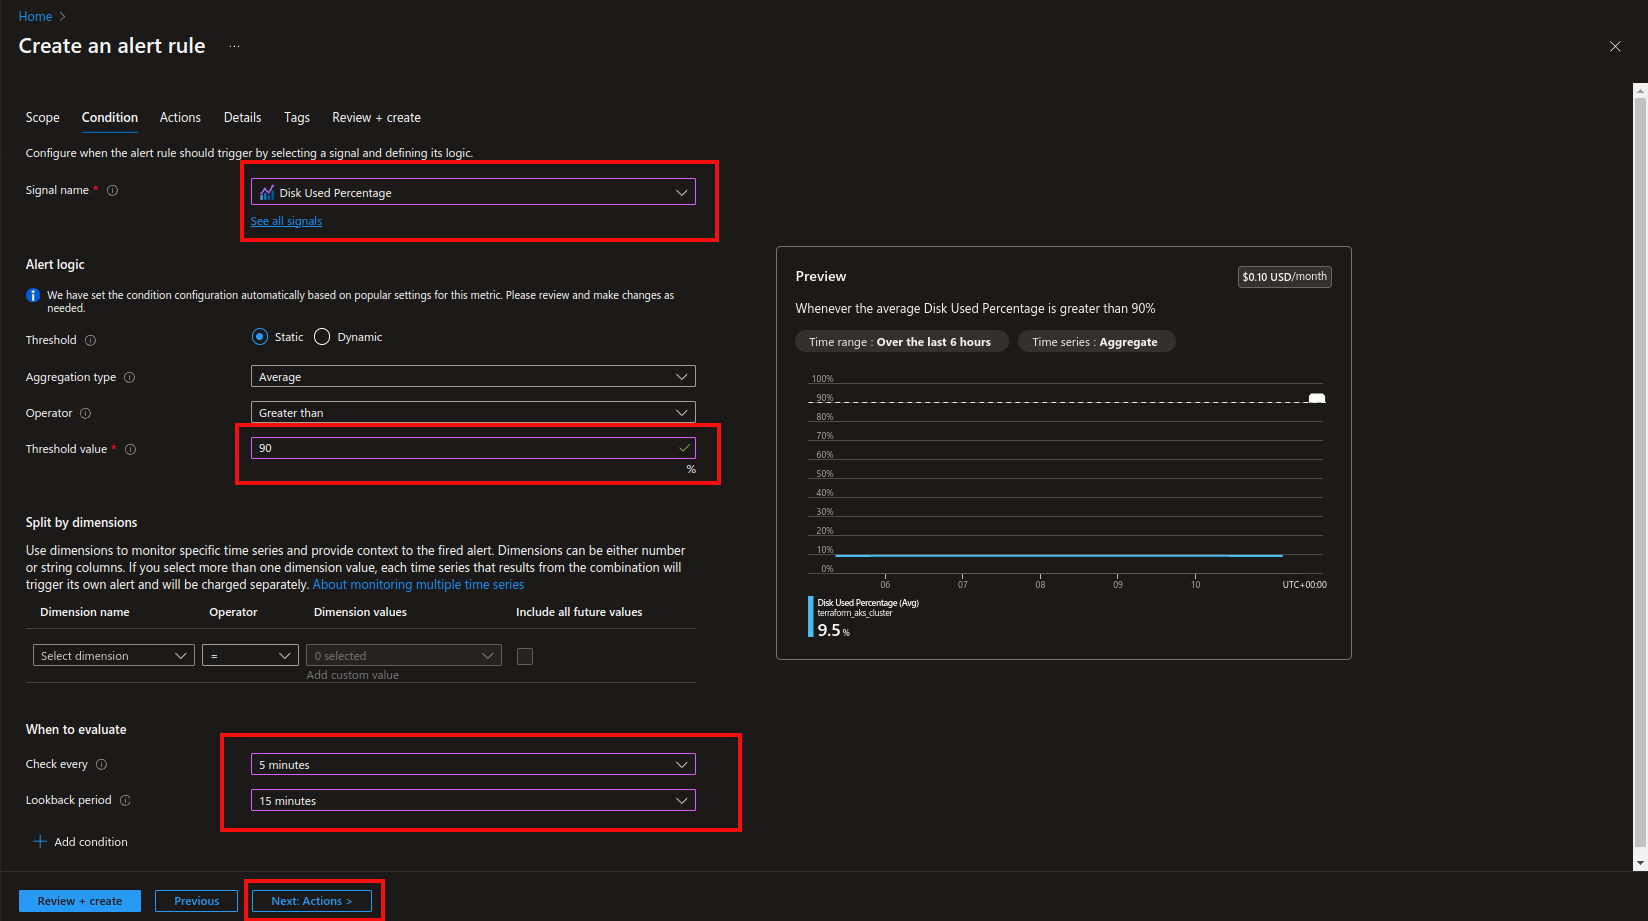 Home >
Create an alert rule ...
Scope Condition Actions Details Tags Review + create
Configure when the alert rule should trigger by selecting a signal and defining its logic.
Signal name *
Disk Used Percentage
See all signals
Alert logic
We have set the condition configuration automatically based on popular settings for this metric. Please review and make changes as
needed.
Threshold
Static Dynamic
Aggregation type
Average
Operator
Greater than
Threshold value *
90
%
Split by dimensions
Use dimensions to monitor specific time series and provide context to the fired alert. Dimensions can be either number
or string columns. If you select more than one dimension value, each time series that results from the combination will
trigger its own alert and will be charged separately. About monitoring multiple time series
Dimension name Operator Dimension values Include all future values
Select dimension = 0 selected
Add custom value
When to evaluate
Check every
5 minutes
Lookback period
15 minutes
+ Add condition
Review + create Previous Next: Actions >
Preview
$0.10 USD/month
Whenever the average Disk Used Percentage is greater than 90%
Time range : Over the last 6 hours Time series : Aggregate
100%
90%
80%
70%
60%
50%
40%
30%
20%
10%
0%
06 07 08 09 10 UTC+00:00
Disk Used Percentage (Avg)
terraform_aks_cluster
9.5 %